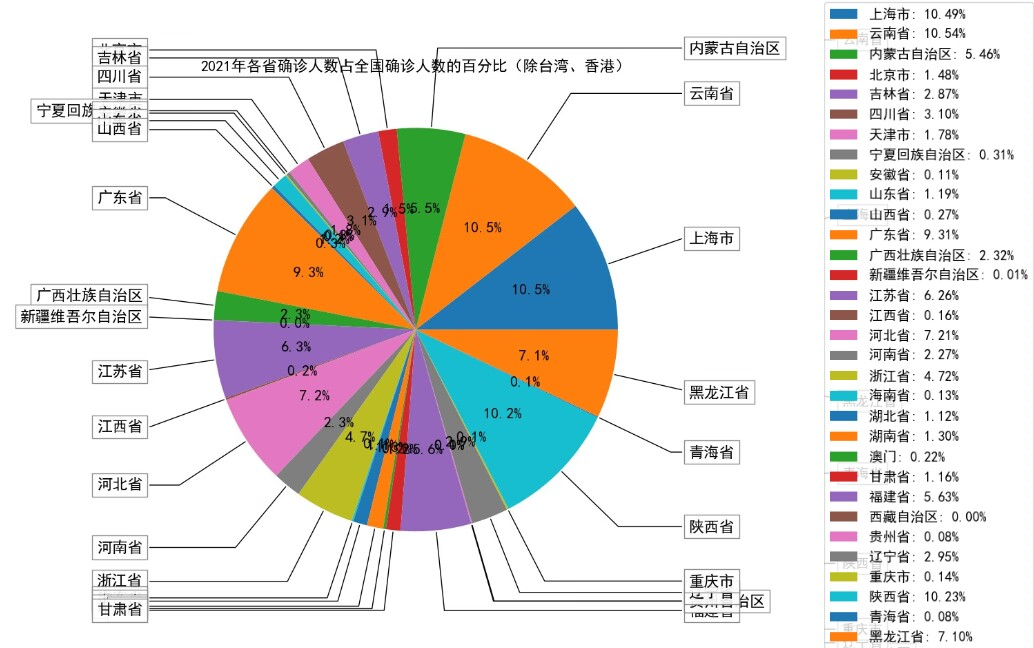 2021年各省确诊人数占全国确诊人数的百分比（除台湾、香港）
吉林省
四川省
天津市
宁夏回族
山西省
广东省
广西壮族自治区
新疆维吾尔自治区
江苏省
江西省
河北省
河南省
浙江省
甘肃省
内蒙古自治区
云南省
上海市
黑龙江省
青海省
陕西省
重庆市
福建省
5.5%
10.5%
10.5%
7.1%
0.1%
10.2%
5.6%
4.7%
2.3%
7.2%
0.2%
6.3%
0.0%
2.3%
9.3%
0.3%
3.1%
2.9%
上海市: 10.49%
云南省: 10.54%
内蒙古自治区: 5.46%
北京市: 1.48%
吉林省: 2.87%
四川省: 3.10%
天津市: 1.78%
宁夏回族自治区: 0.31%
安徽省: 0.11%
山东省: 1.19%
山西省: 0.27%
广东省: 9.31%
广西壮族自治区: 2.32%
新疆维吾尔自治区: 0.01%
江苏省: 6.26%
江西省: 0.16%
河北省: 7.21%
河南省: 2.27%
浙江省: 4.72%
海南省: 0.13%
湖北省: 1.12%
湖南省: 1.30%
澳门: 0.22%
甘肃省: 1.16%
福建省: 5.63%
西藏自治区: 0.00%
贵州省: 0.08%
辽宁省: 2.95%
重庆市: 0.14%
陕西省: 10.23%
青海省: 0.08%
黑龙江省: 7.10%